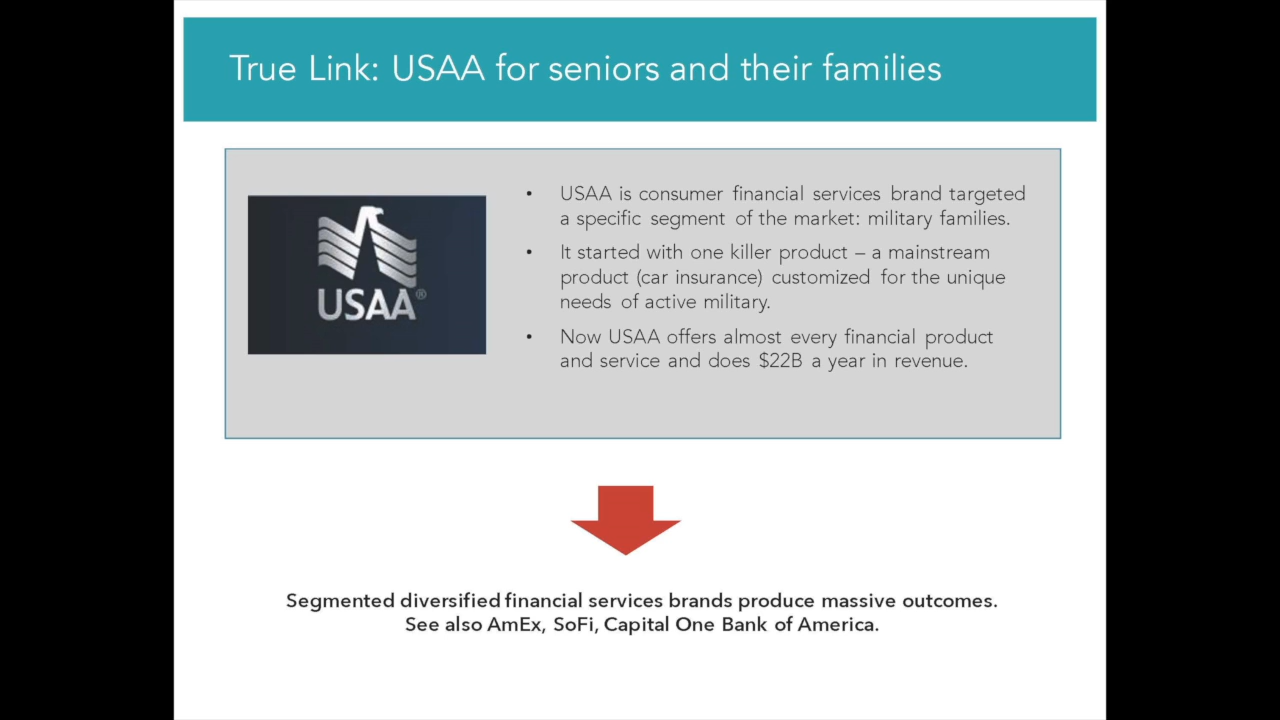 True Link: USAA for seniors and their families
USAA®
• USAA is consumer financial services brand targeted
a specific segment of the market: military families.
• It started with one killer product – a mainstream
product (car insurance) customized for the unique
needs of active military.
• Now USAA offers almost every financial product
and service and does $22B a year in revenue.
Segmented diversified financial services brands produce massive outcomes.
See also AmEx, SoFi, Capital One Bank of America.